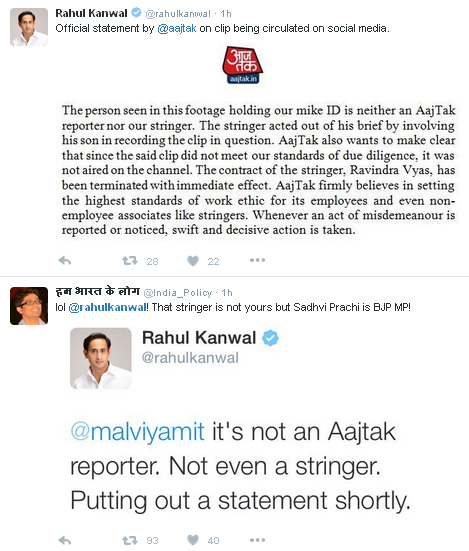 Rahul Kanwal @rahulkanwal · 1h
Official statement by @aajtak on clip being circulated on social media.
आज
तक
aajtak.in
The person seen in this footage holding our mike ID is neither an AajTak
reporter nor our stringer. The stringer acted out of his brief by involving
his son in recording the clip in question. AajTak also wants to make clear
that since the said clip did not meet our standards of due diligence, it was
not aired on the channel. The contract of the stringer, Ravindra Vyas, has
been terminated with immediate effect. AajTak firmly believes in setting
the highest standards of work ethic for its employees and even non-
employee associates like stringers. Whenever an act of misdemeanour is
reported or noticed, swift and decisive action is taken.
28 22
हम भारत के लोग @India_Policy · 1h
lol @rahulkanwal! That stringer is not yours but Sadhvi Prachi is BJP MP!
Rahul Kanwal
@rahulkanwal
@malviyamit it's not an Aajtak
reporter. Not even a stringer.
Putting out a statement shortly.
93 40